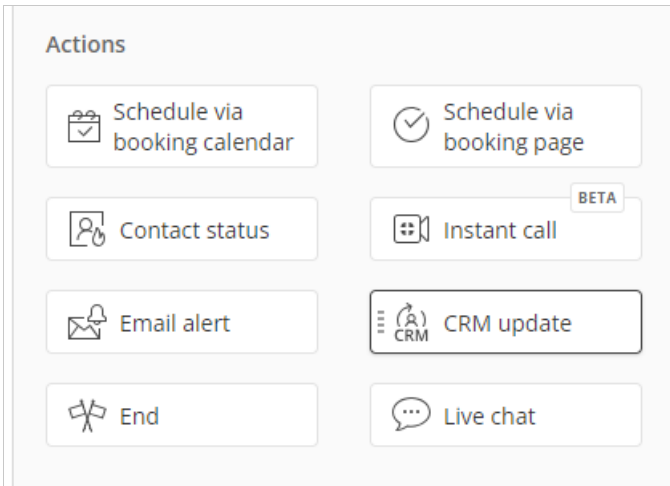 Actions
Schedule via
booking calendar
Schedule via
booking page
Contact status
BETA
Instant call
Email alert
CRM
CRM update
End
Live chat